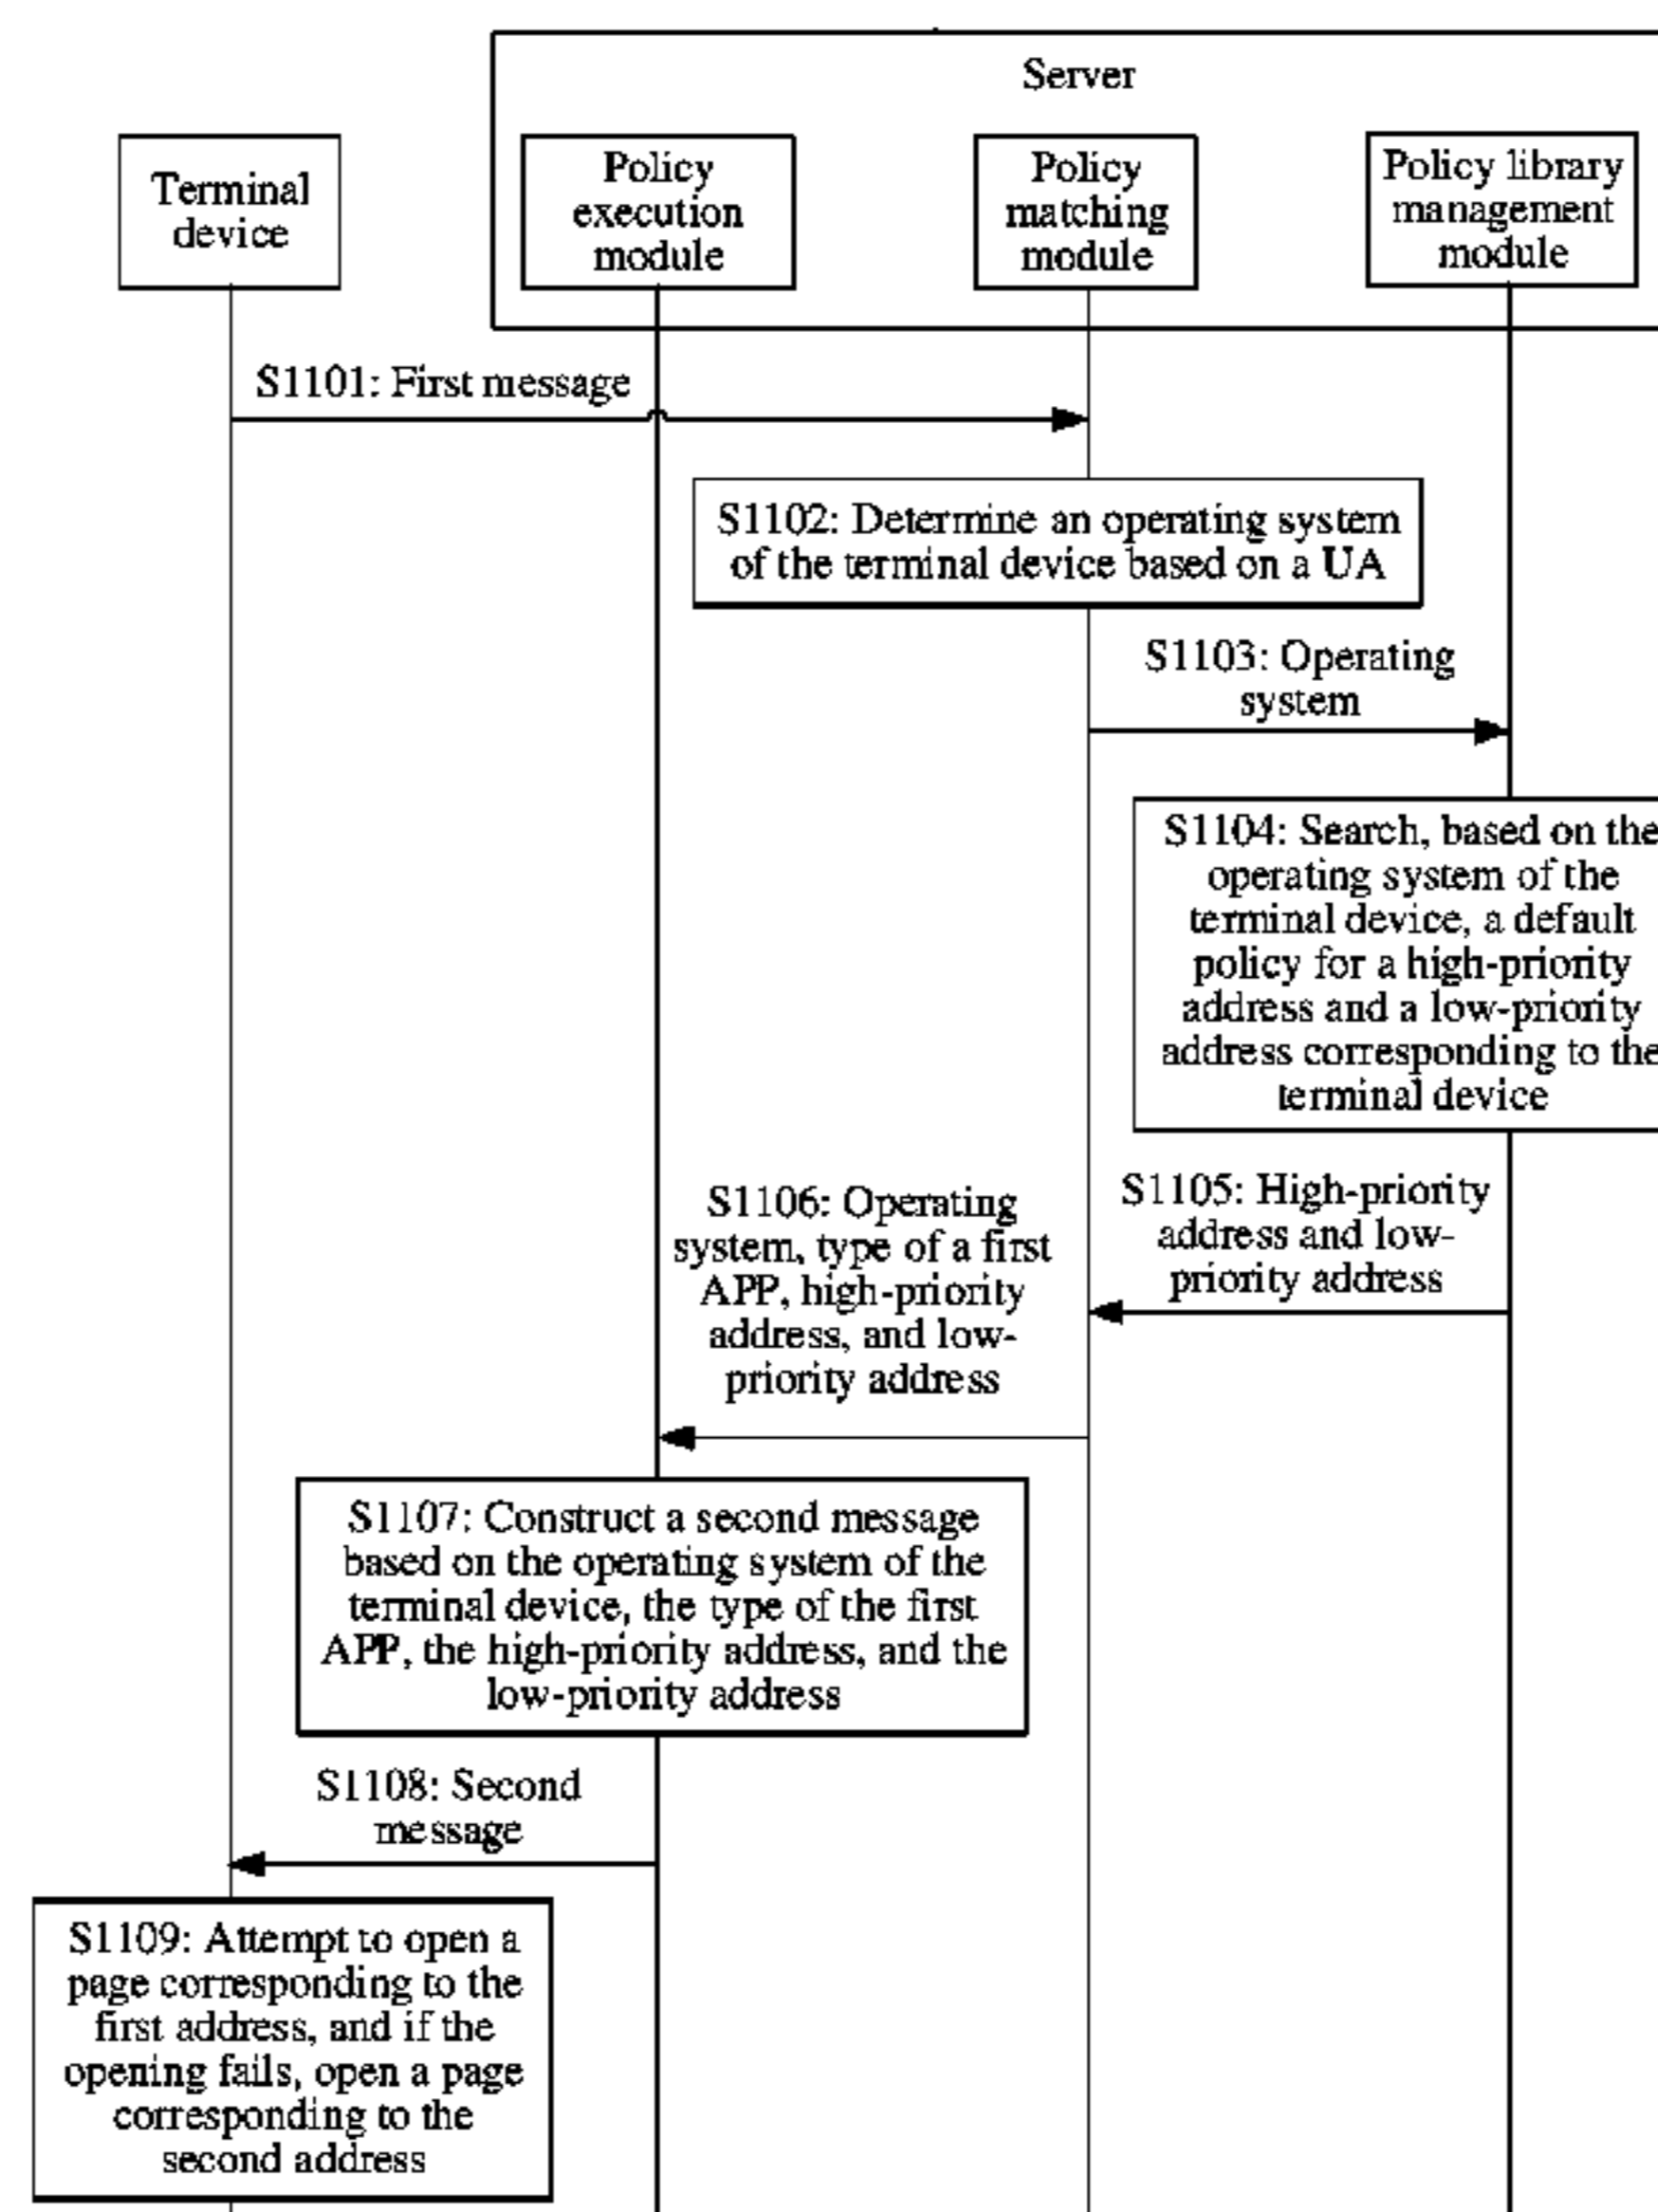 Server
Terminal
device
Policy
execution
module
Policy
matching
module
Policy library
management
module
S1101: First message
S1102: Determine an operating system
of the terminal device based on a UA
S1103: Operating
system
S1104: Search, based on the
operating system of the
terminal device, a default
policy for a high-priority
address and a low-priority
address corresponding to the
terminal device
S1105: High-priority
address and low-
priority address
S1106: Operating
system, type of a first
APP, high-priority
address, and low-
priority address
S1107: Construct a second message
based on the operating system of the
terminal device, the type of the first
APP, the high-priority address, and the
low-priority address
S1108: Second
message
S1109: Attempt to open a
page corresponding to the
first address, and if the
opening fails, open a page
corresponding to the
second address